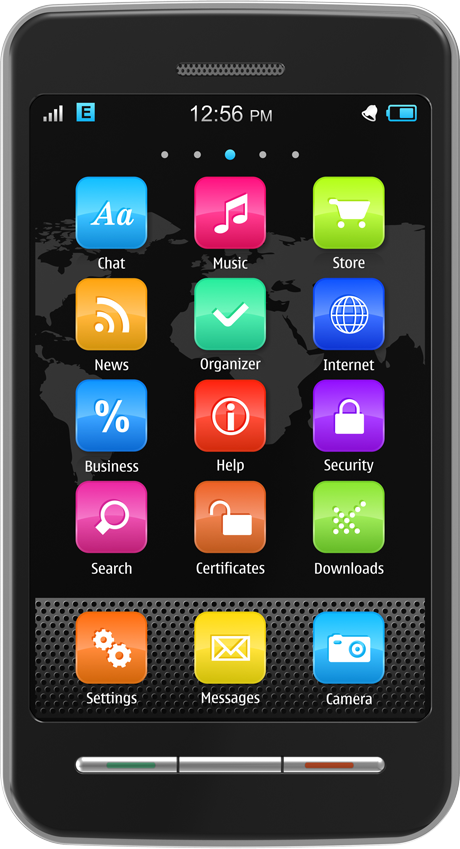 E 12:56 PM
Aa
Chat Music Store
News Organizer Internet
%
Business Help Security
Search Certificates Downloads
Settings Messages Camera